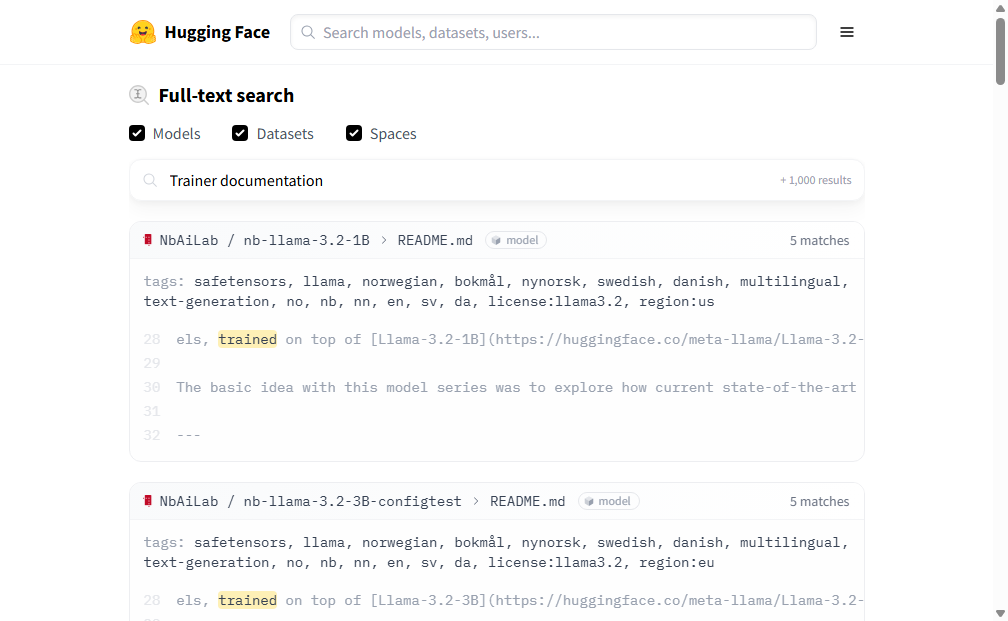 Hugging Face
Search models, datasets, users...
Full-text search
Models Datasets Spaces
Trainer documentation
+ 1,000 results
NbAiLab / nb-llama-3.2-1B > README.md model 5 matches
tags: safetensors, llama, norwegian, bokmål, nynorsk, swedish, danish, multilingual,
text-generation, no, nb, nn, en, sv, da, license:llama3.2, region:us
28 els, trained on top of [Llama-3.2-1B](https://huggingface.co/meta-llama/Llama-3.2-
29
30 The basic idea with this model series was to explore how current state-of-the-art
31
32 ---
NbAiLab / nb-llama-3.2-3B-configtest > README.md model 5 matches
tags: safetensors, llama, norwegian, bokmål, nynorsk, swedish, danish, multilingual,
text-generation, no, nb, nn, en, sv, da, license:llama3.2, region:eu
28 els, trained on top of [Llama-3.2-3B](https://huggingface.co/meta-llama/Llama-3.2-